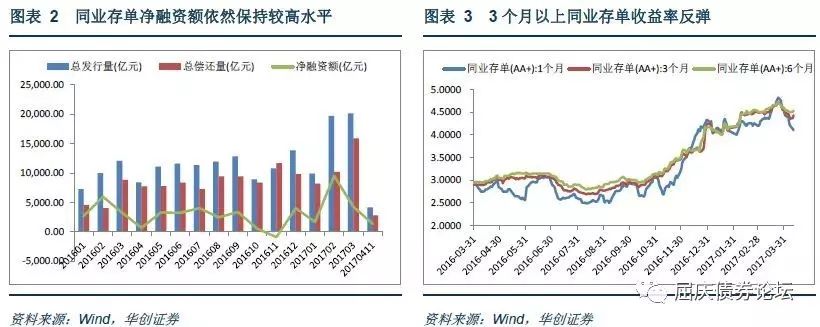 图表 2 同业存单净融资额依然保持较高水平
总发行量(亿元) 总偿还量(亿元) 净融资额(亿元)
25,000.00
20,000.00
15,000.00
10,000.00
5,000.00
0.00
-5,000.00
201601 201602 201603 201604 201605 201606 201607 201608 201609 201610 201611 201612 201701 201702 201703 20170411
资料来源：Wind，华创证券
图表 3 3 个月以上同业存单收益率反弹
同业存单(AA+):1个月 同业存单(AA+):3个月 同业存单(AA+):6个月
5.0000
4.5000
4.0000
3.5000
3.0000
2.5000
2.0000
2016-03-31 2016-04-30 2016-05-31 2016-06-30 2016-07-31 2016-08-31 2016-09-30 2016-10-31 2016-11-30 2016-12-31 2017-01-31 2017-02-28 2017-03-31
资料来源：Wind，华创证券
屈庆债券论坛